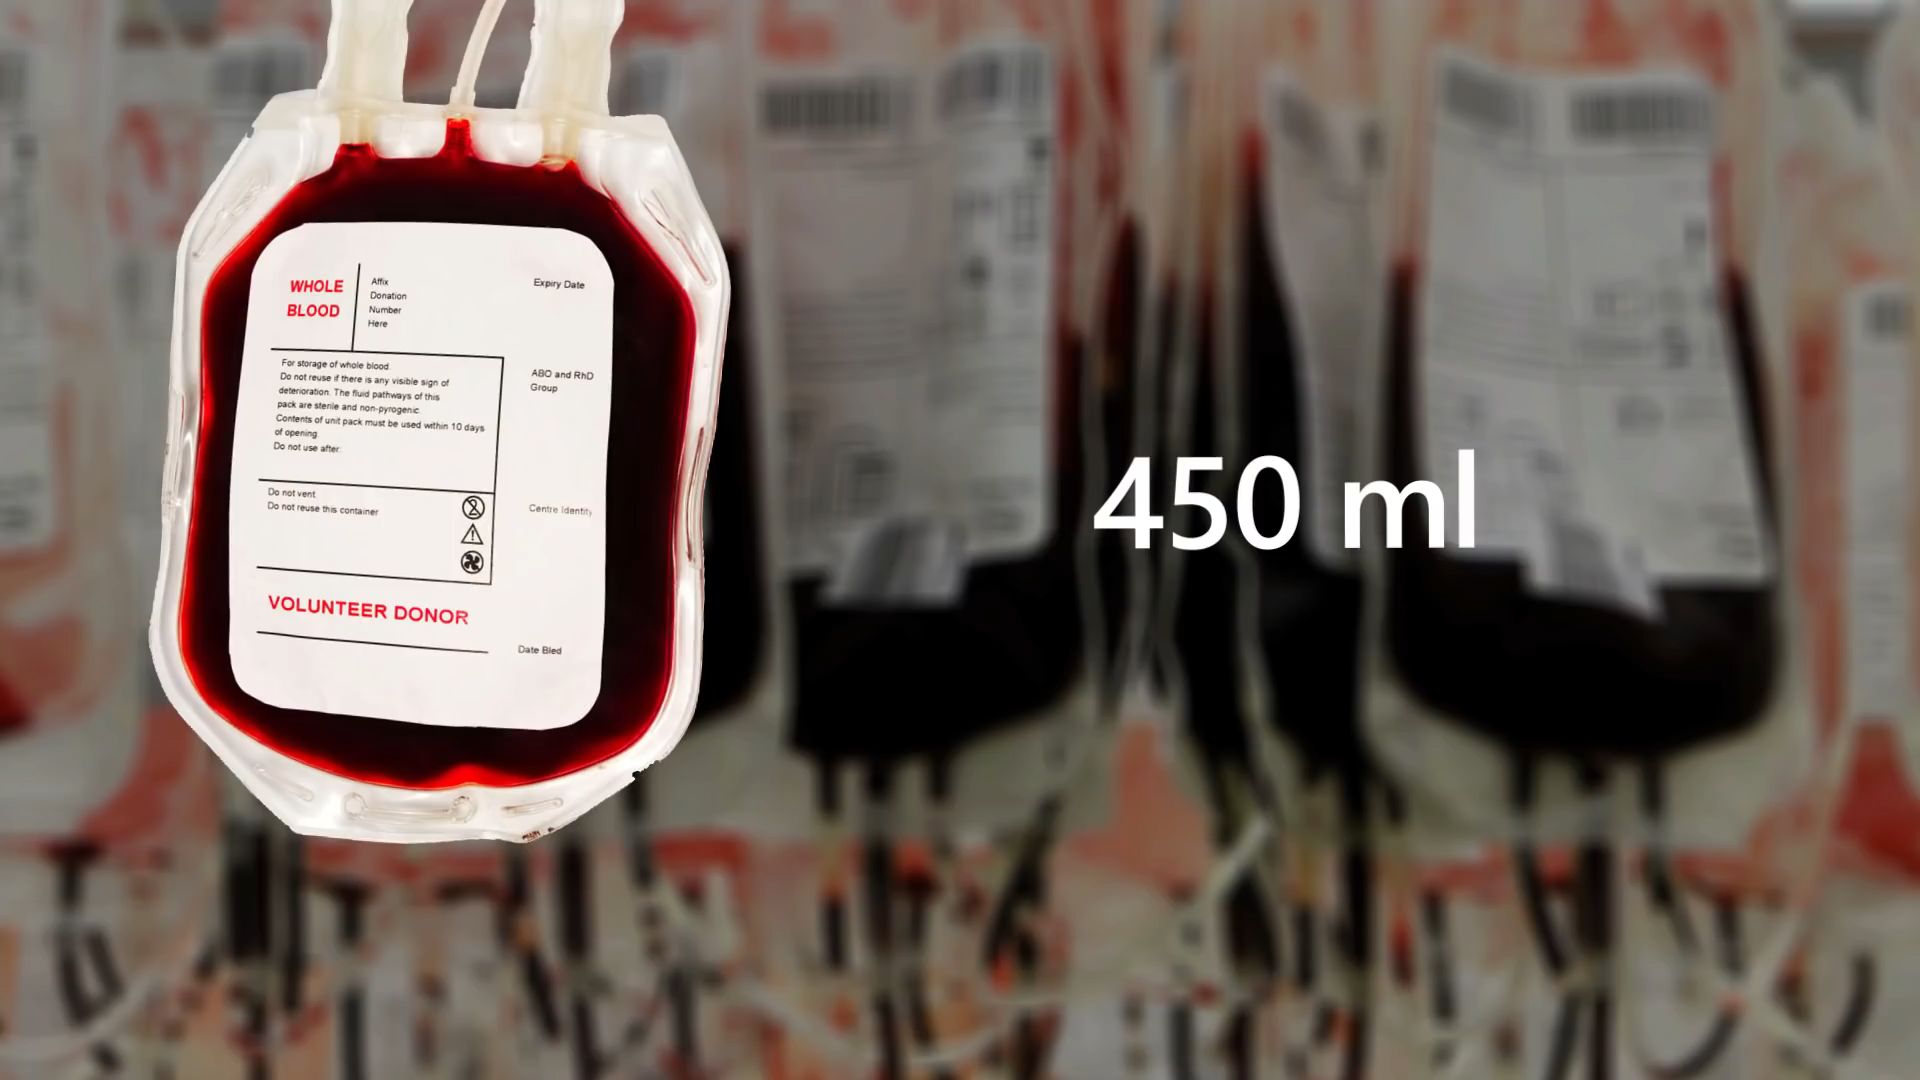 WHOLE
BLOOD
Affix
Donation
Number
Here
Expiry Date
For storage of whole blood.
Do not reuse if there is any visible sign of
deterioration. The fluid pathways of this
pack are sterile and non-pyrogenic.
Contents of unit pack must be used within 10 days
of opening.
Do not use after:
ABO and RhD
Group
Do not vent.
Do not reuse this container
Centre Identity
VOLUNTEER DONOR
Date Bled
450 ml